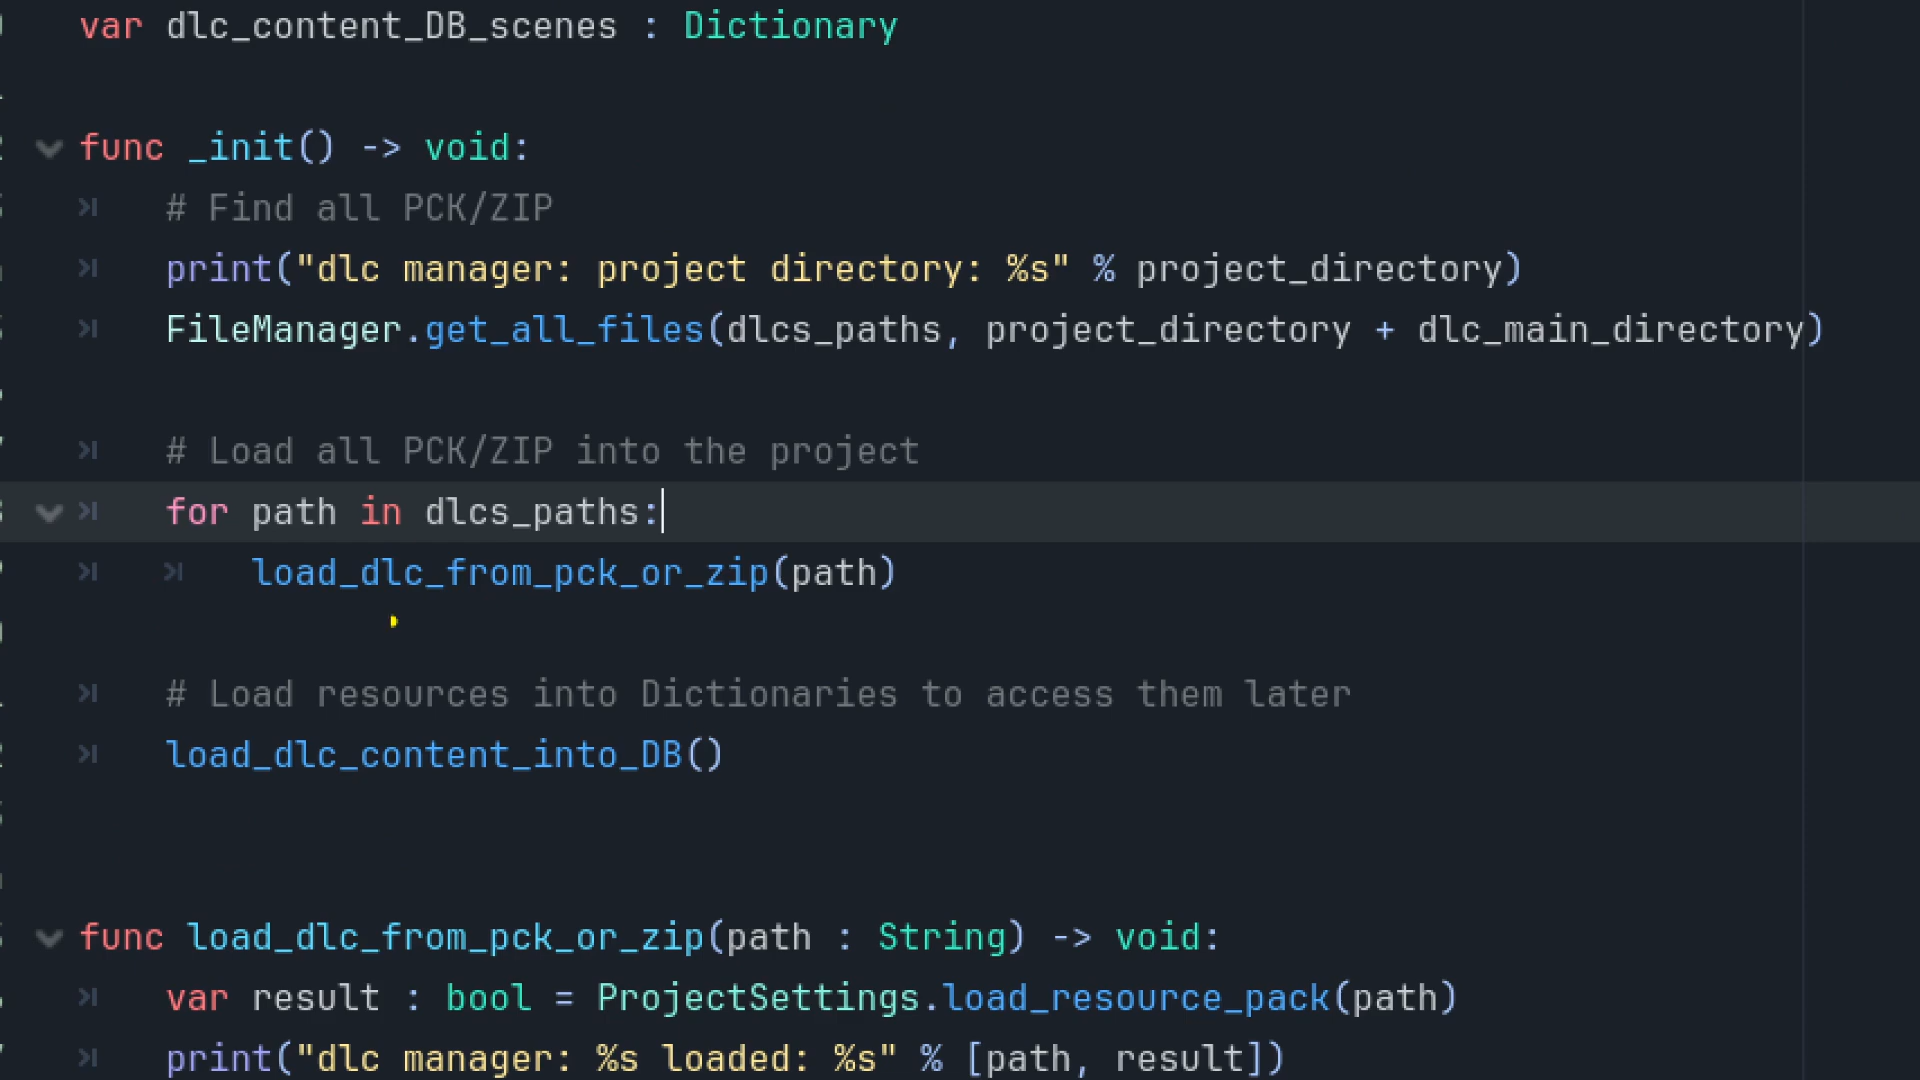 var dlc_content_DB_scenes : Dictionary
func _init() -> void:
# Find all PCK/ZIP
print("dlc manager: project directory: %s" % project_directory)
FileManager.get_all_files(dlcs_paths, project_directory + dlc_main_directory)
# Load all PCK/ZIP into the project
for path in dlcs_paths:
load_dlc_from_pck_or_zip(path)
# Load resources into Dictionaries to access them later
load_dlc_content_into_DB()
func load_dlc_from_pck_or_zip(path : String) -> void:
var result : bool = ProjectSettings.load_resource_pack(path)
print("dlc manager: %s loaded: %s" % [path, result])